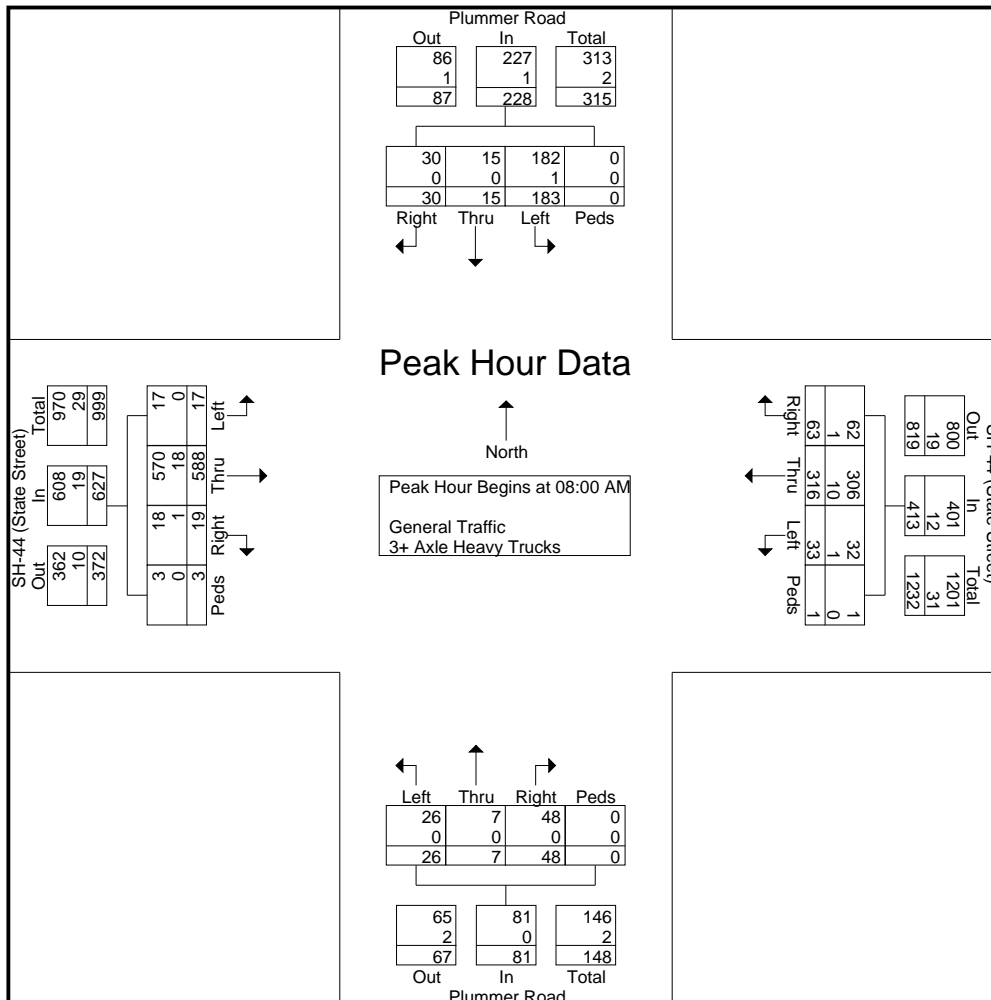 Plummer Road
Out In Total
86 227 313
1 1 2
87 228 315
30 15 182 0
0 0 1 0
30 15 183 0
Right Thru Left Peds
Peak Hour Data
North
Peak Hour Begins at 08:00 AM
General Traffic
3+ Axle Heavy Trucks
SH-44 (State Street)
Total In Out
970 608 362
29 19 10
999 627 372
17 570 18 3
0 18 1 0
17 588 19 3
Left Thru Right Peds
SH-44 (State Street)
Out In Total
800 401 1201
19 12 31
819 413 1232
62 306 32 1
1 10 1 0
63 316 33 1
Right Thru Left Peds
Left Thru Right Peds
26 7 48 0
0 0 0 0
26 7 48 0
65 81 146
2 0 2
67 81 148
Out In Total
Plummer Road